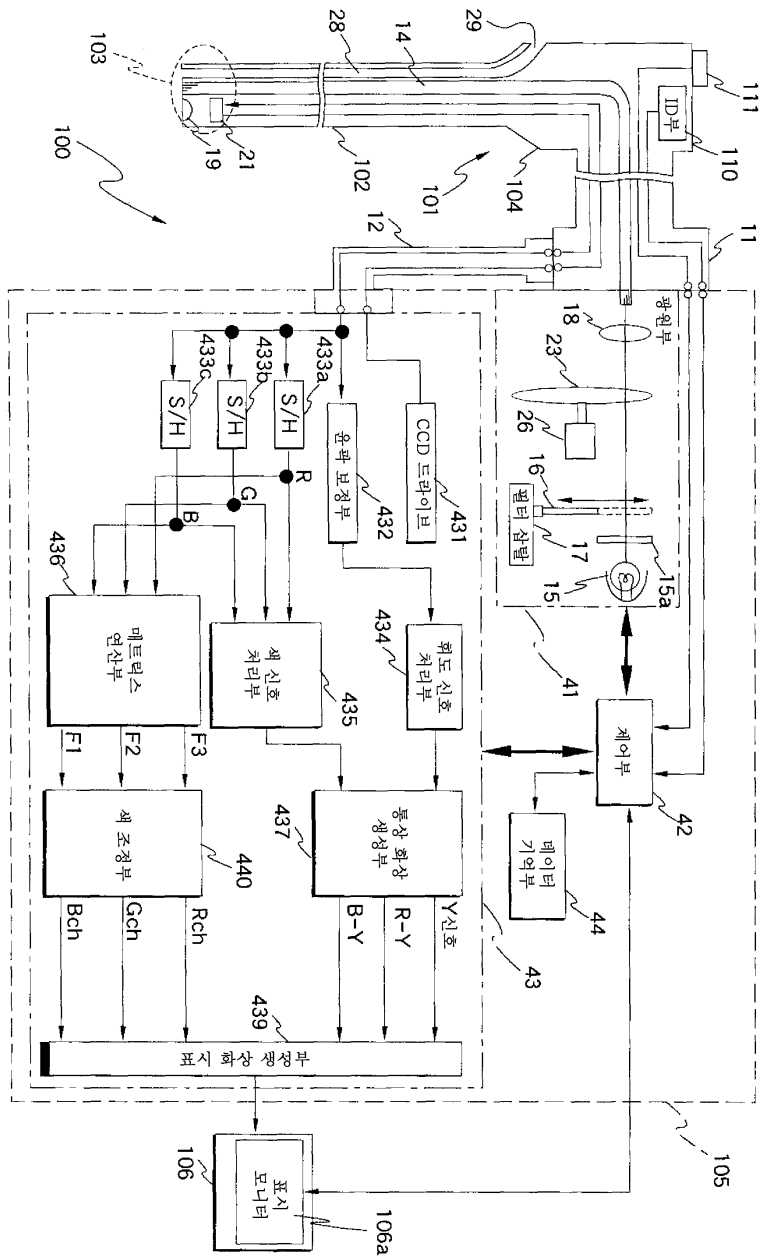 29
14
28
103
19
21
102
100
101
104
111
ID부
110
11
12
광원부
18
23
26
16
필터 삽탈
17
15a
15
41
제어부
42
데이터
기억부
44
43
105
433a
433b
433c
S/H
S/H
S/H
윤곽 보정부
432
CCD 드라이브
431
R
G
B
휘도 신호
처리부
434
색 신호
처리부
435
436
매트릭스
연산부
F3
F2
F1
통상 화상
생성부
437
색 조정부
440
Y신호
R-Y
B-Y
Rch
Gch
Bch
439
표시 화상 생성부
106
표시
모니터
106a